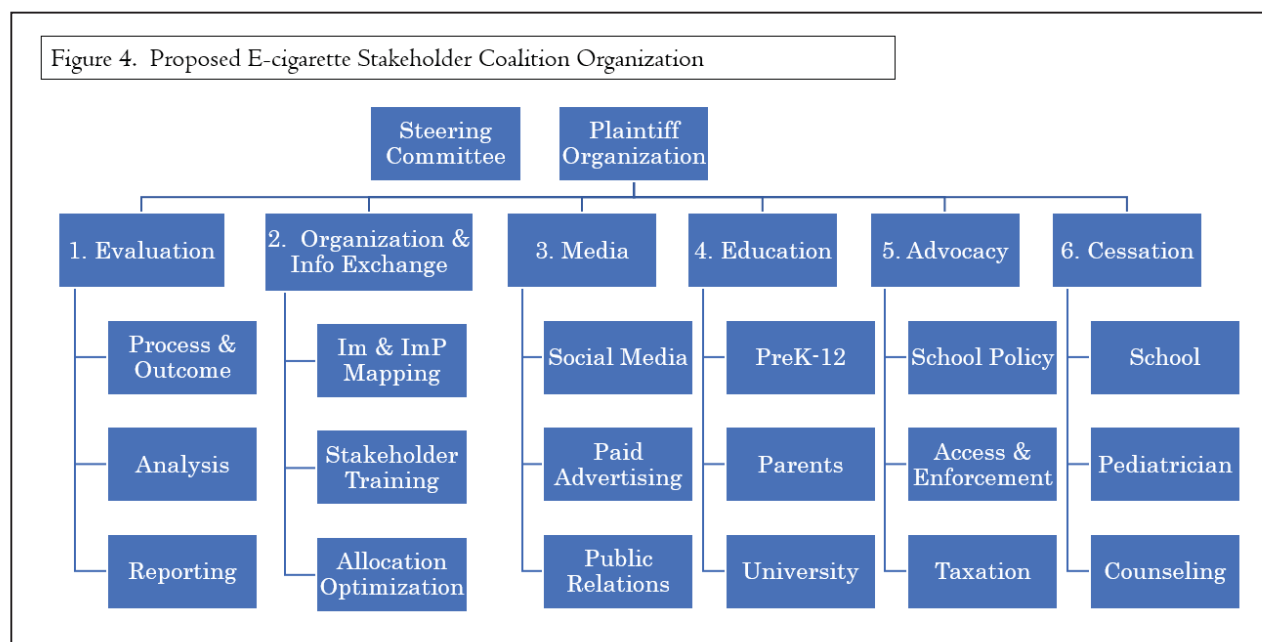 Figure 4. Proposed E-cigarette Stakeholder Coalition Organization
Steering
Committee
Plaintiff
Organization
1. Evaluation
2. Organization &
Info Exchange
3. Media
4. Education
5. Advocacy
6. Cessation
Process &
Outcome
Im & ImP
Mapping
Social Media
PreK-12
School Policy
School
Analysis
Stakeholder
Training
Paid
Advertising
Parents
Access &
Enforcement
Pediatrician
Reporting
Allocation
Optimization
Public
Relations
University
Taxation
Counseling